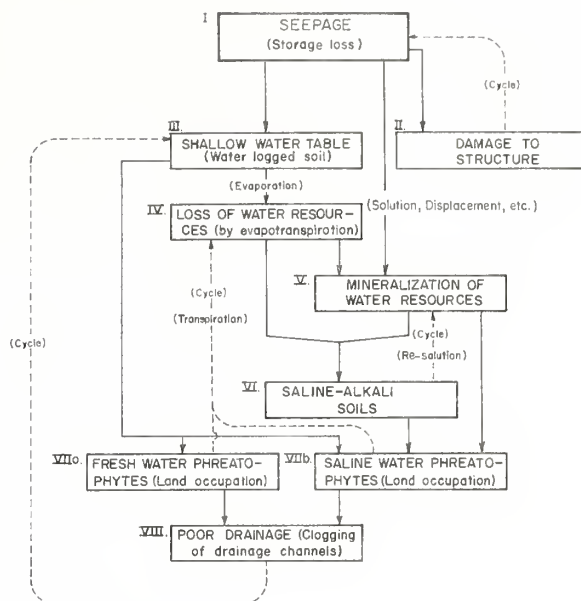 I
SEEPAGE
(Storage loss)
(Cycle)
II.
DAMAGE TO
STRUCTURE
III.
SHALLOW WATER TABLE
(Water logged soil)
(Evaporation)
IV.
LOSS OF WATER RESOUR-
CES (by evapotranspiration)
(Solution, Displacement, etc.)
V.
MINERALIZATION OF
WATER RESOURCES
(Cycle)
(Transpiration)
(Cycle)
(Cycle)
(Re-solution)
VI.
SALINE-ALKALI
SOILS
VIIa.
FRESH WATER PHREATO-
PHYTES (Land occupation)
VIIb.
SALINE WATER PHREATO-
PHYTES (Land occupation)
VIII.
POOR DRAINAGE (Clogging
of drainage channels)